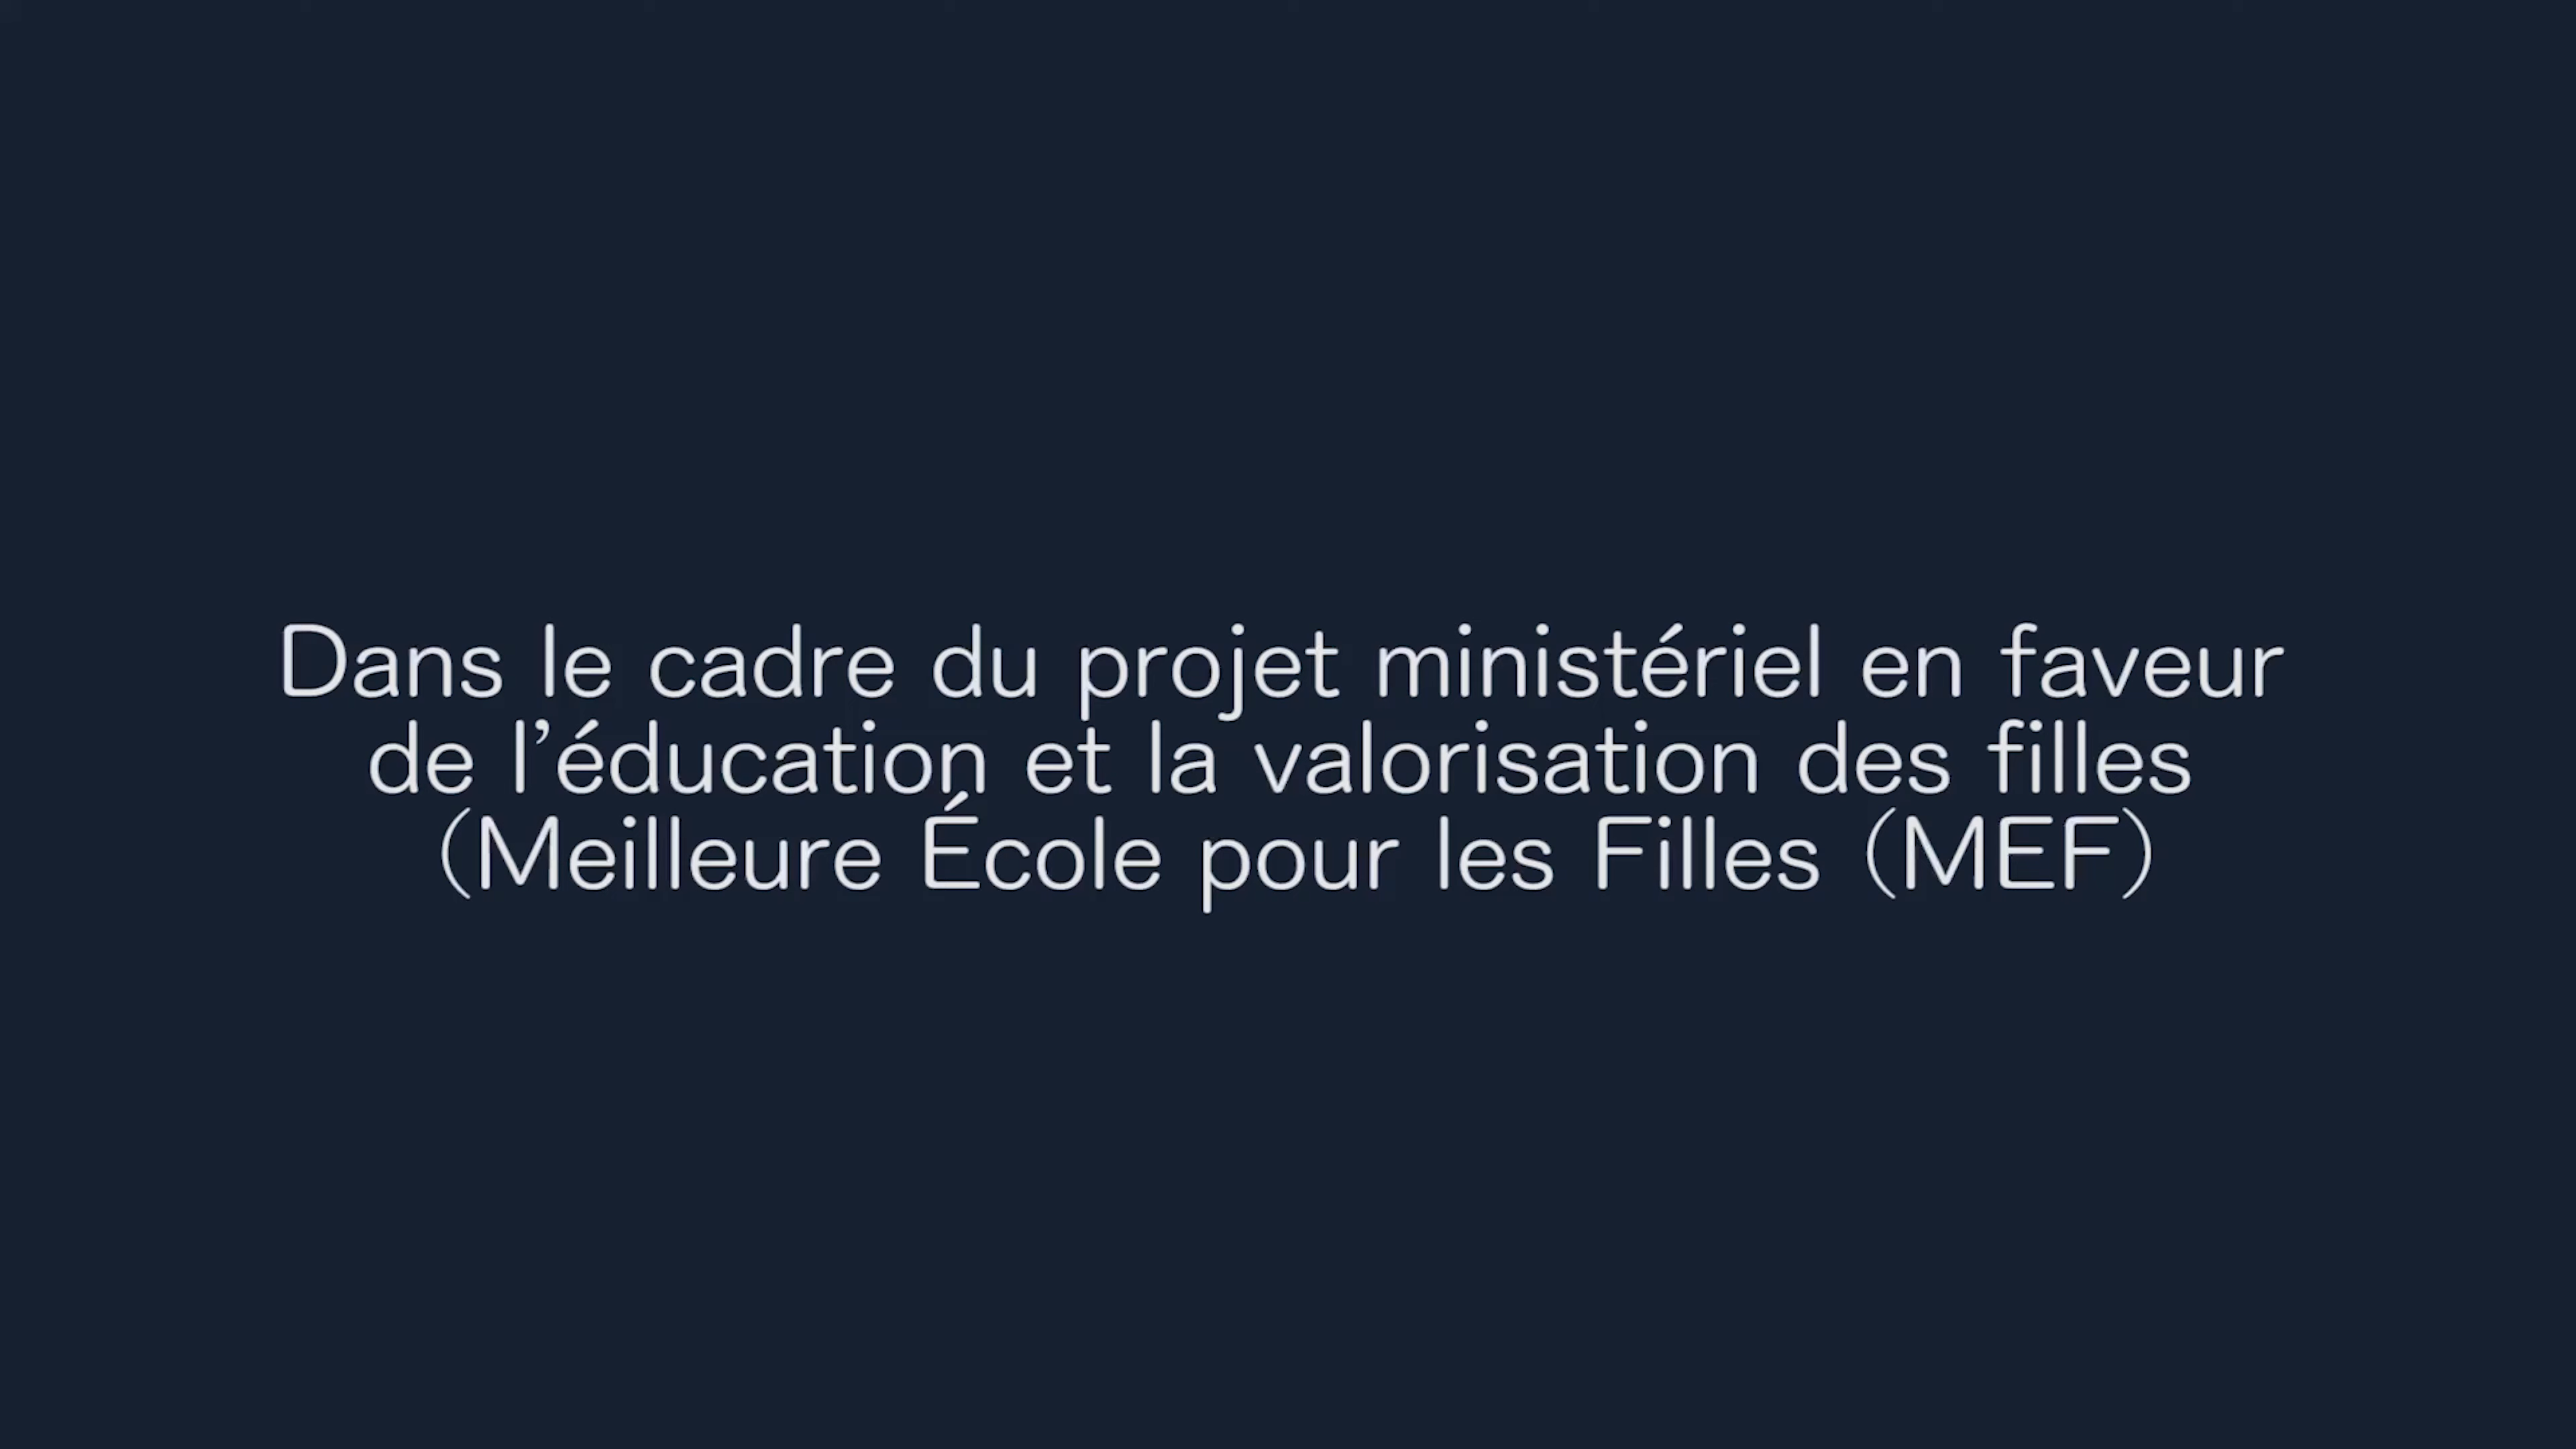 Dans le cadre du projet ministériel en faveur
de l’éducation et la valorisation des filles
(Meilleure École pour les Filles (MEF)